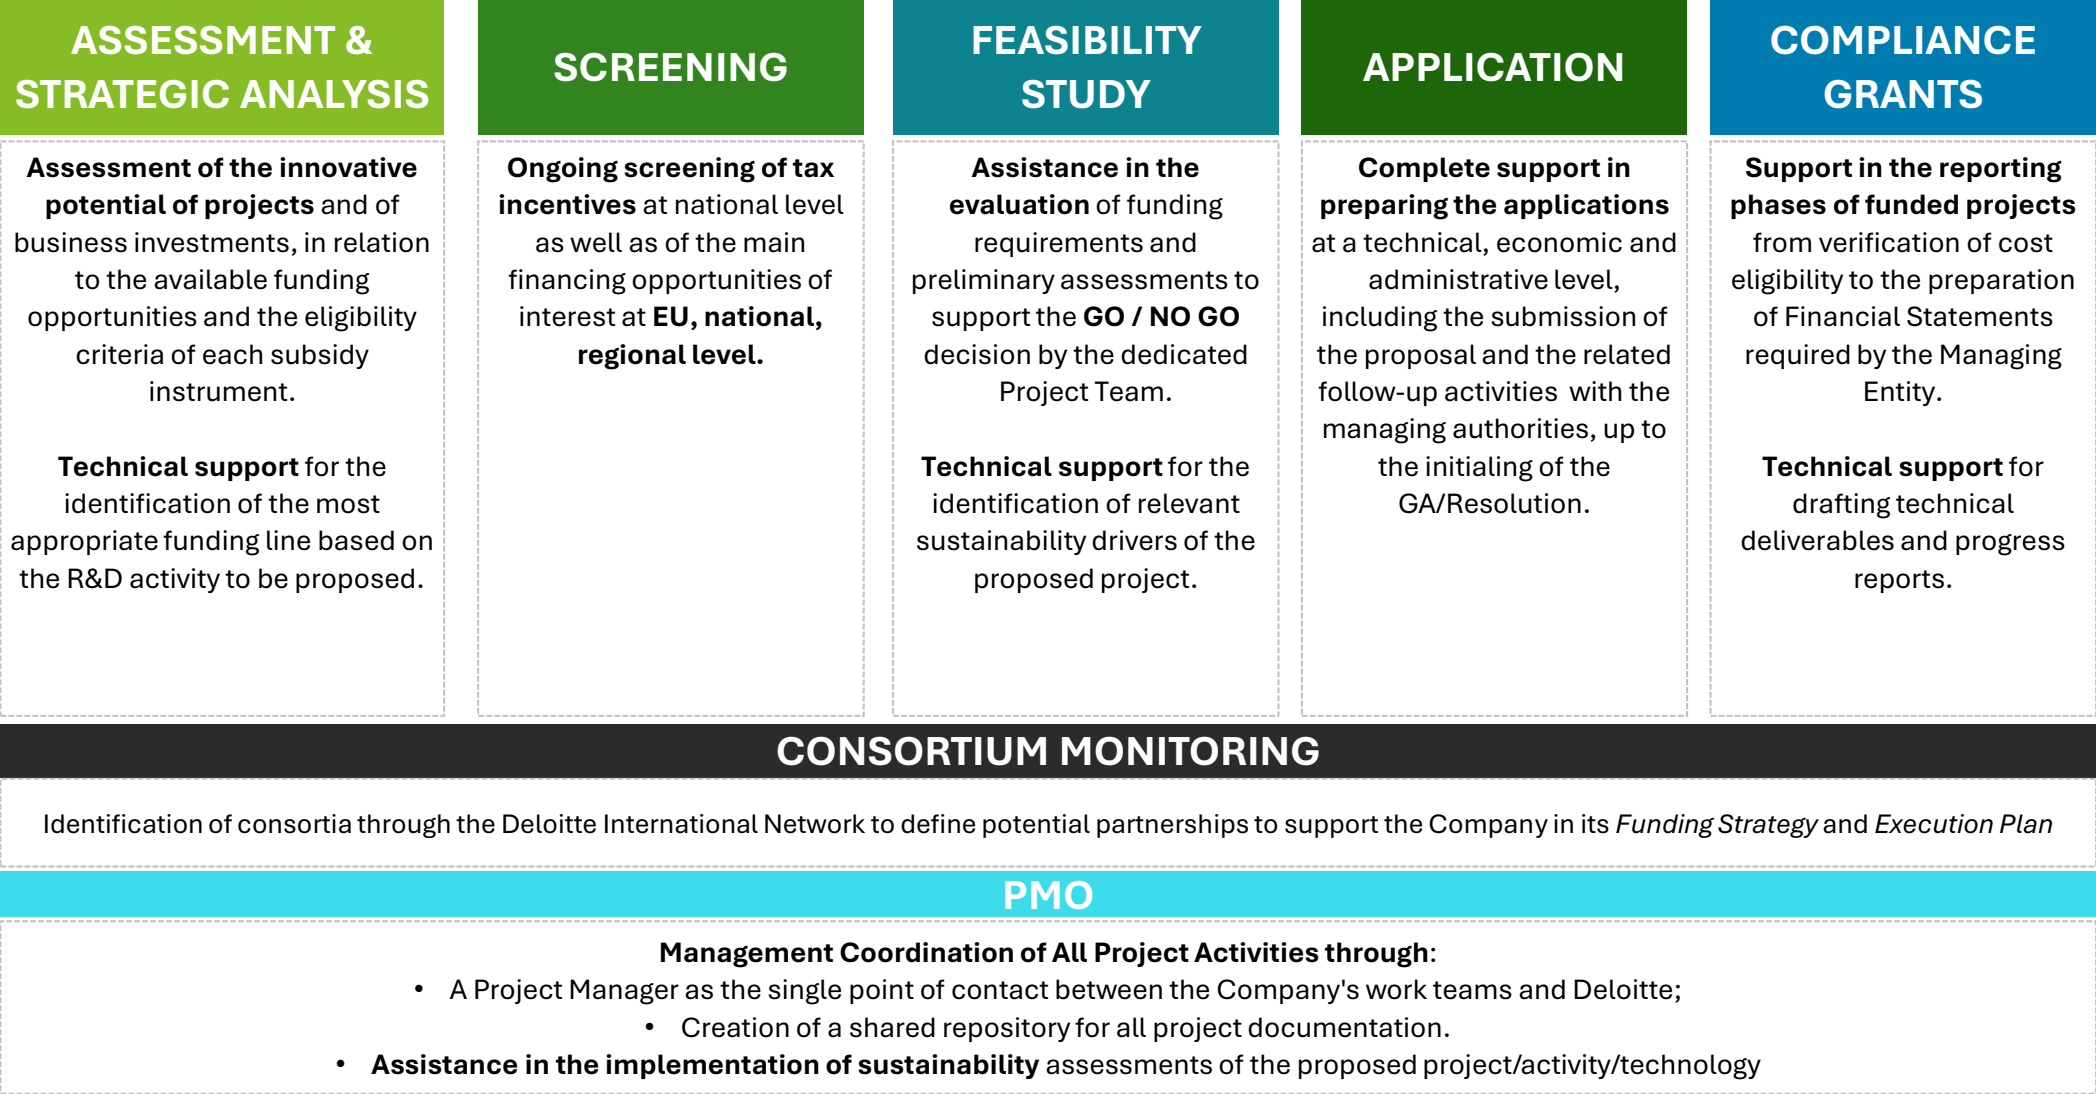 ASSESSMENT &
STRATEGIC ANALYSIS
Assessment of the innovative
potential of projects and of
business investments, in relation
to the available funding
opportunities and the eligibility
criteria of each subsidy
instrument.
Technical support for the
identification of the most
appropriate funding line based on
the R&D activity to be proposed.
SCREENING
Ongoing screening of tax
incentives at national level
as well as of the main
financing opportunities of
interest at EU, national,
regional level.
FEASIBILITY
STUDY
Assistance in the
evaluation of funding
requirements and
preliminary assessments to
support the GO / NO GO
decision by the dedicated
Project Team.
Technical support for the
identification of relevant
sustainability drivers of the
proposed project.
APPLICATION
Complete support in
preparing the applications
at a technical, economic and
administrative level,
including the submission of
the proposal and the related
follow-up activities  with the
managing authorities, up to
the initialing of the
GA/Resolution.
COMPLIANCE
GRANTS
Support in the reporting
phases of funded projects
from verification of cost
eligibility to the preparation
of Financial Statements
required by the Managing
Entity.
Technical support for
drafting technical
deliverables and progress
reports.
CONSORTIUM MONITORING
Identification of consortia through the Deloitte International Network to define potential partnerships to support the Company in its Funding Strategy and Execution Plan
PMO
Management Coordination of All Project Activities through:
• A Project Manager as the single point of contact between the Company's work teams and Deloitte;
• Creation of a shared repository for all project documentation.
• Assistance in the implementation of sustainability assessments of the proposed project/activity/technology